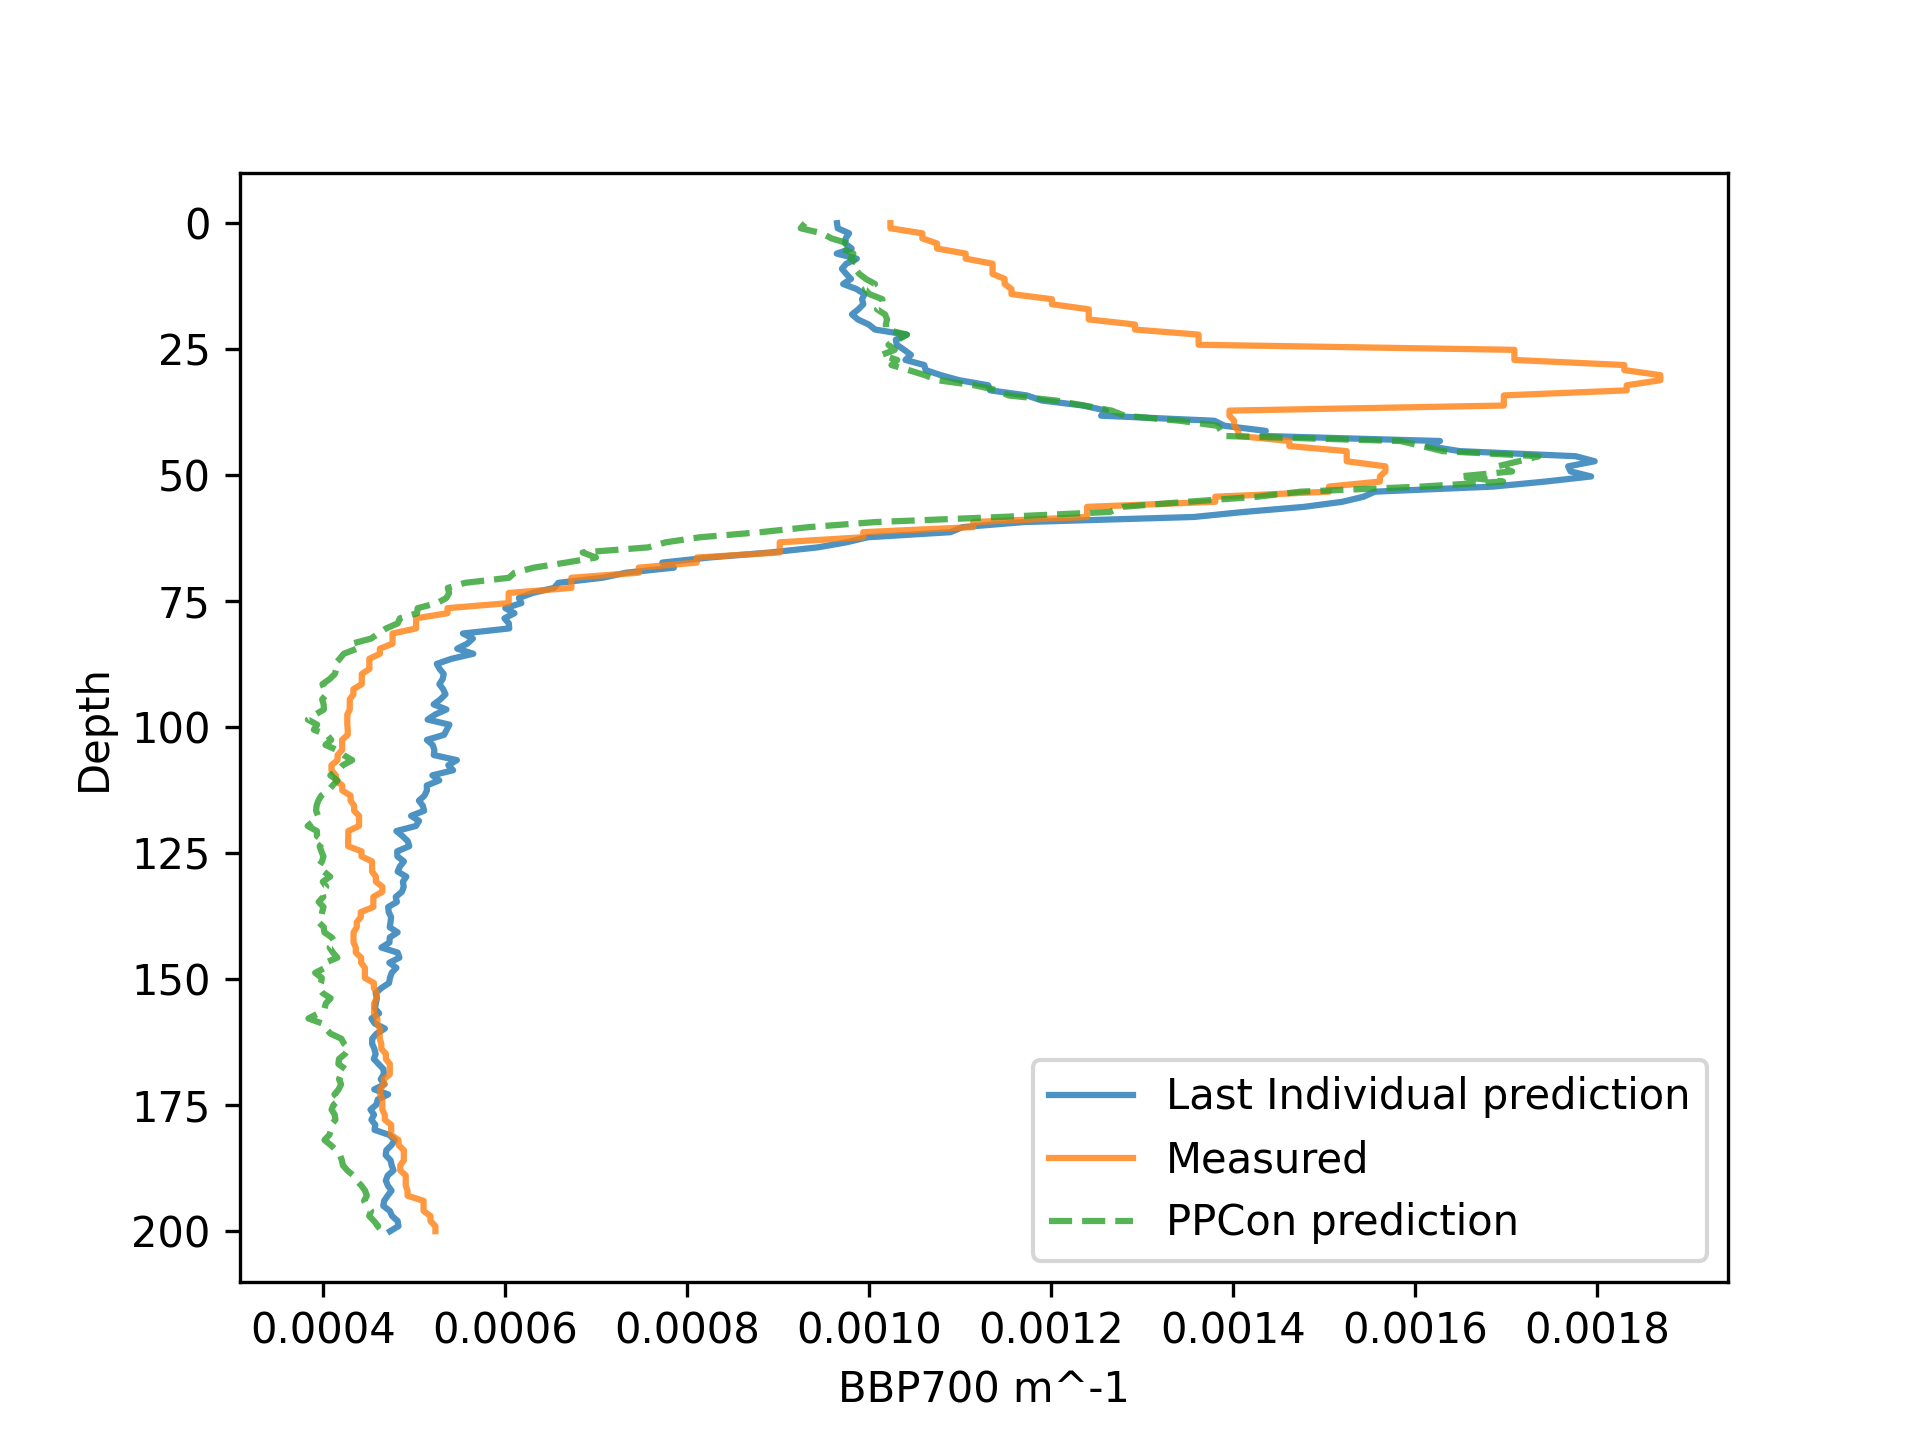 0
25
50
75
100
125
150
175
200
Depth
0.0004 0.0006 0.0008 0.0010 0.0012 0.0014 0.0016 0.0018
BBP700 m^-1
Last Individual prediction
Measured
PPCon prediction